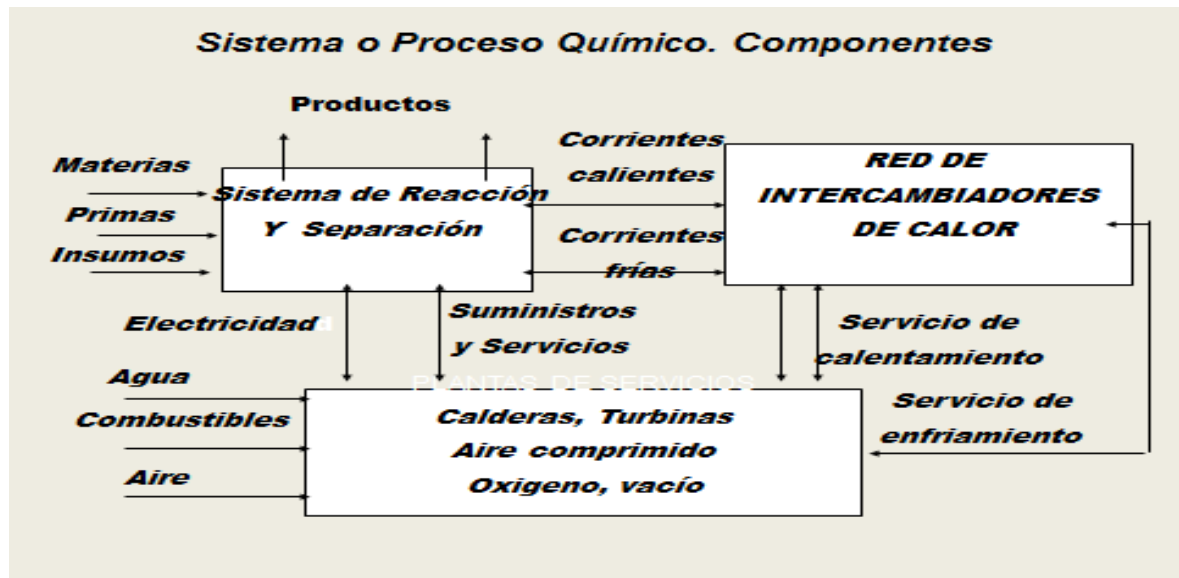 Sistema o Proceso Químico. Componentes
Productos
Materias
Primas
Insumos
Sistema de Reacción
Y Separación
Corrientes
calientes
Corrientes
frías
RED DE
INTERCAMBIADORES
DE CALOR
Electricidad
Suministros
y Servicios
Servicio de
calentamiento
Agua
Combustibles
Aire
PLANTAS DE SERVICIOS
Calderas, Turbinas
Aire comprimido
Oxigeno, vacío
Servicio de
enfriamiento